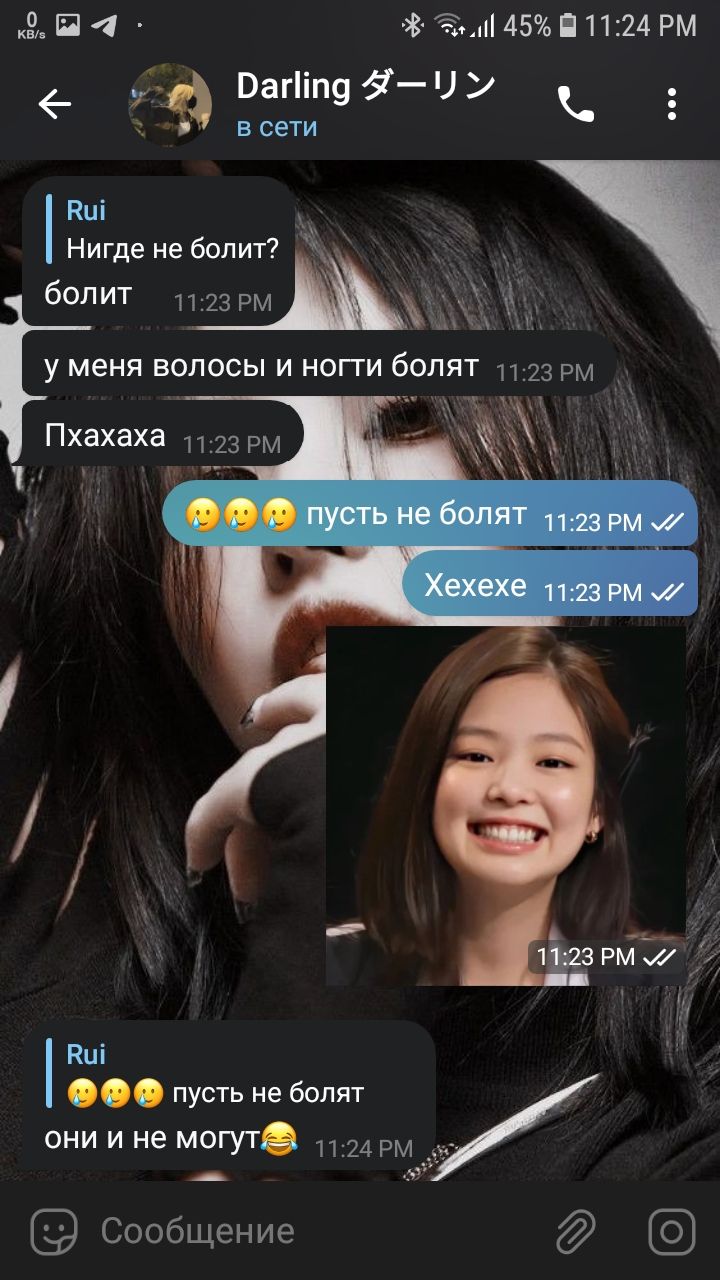 0
KB/s
45% 11:24 PM
Darling ダーリン
в сети
Rui
Нигде не болит?
болит 11:23 PM
у меня волосы и ногти болят 11:23 PM
Пхахаха 11:23 PM
🥲🥲🥲 пусть не болят 11:23 PM
Хехехе 11:23 PM
11:23 PM
Rui
🥲🥲🥲 пусть не болят
они и не могут😂 11:24 PM
Сообщение